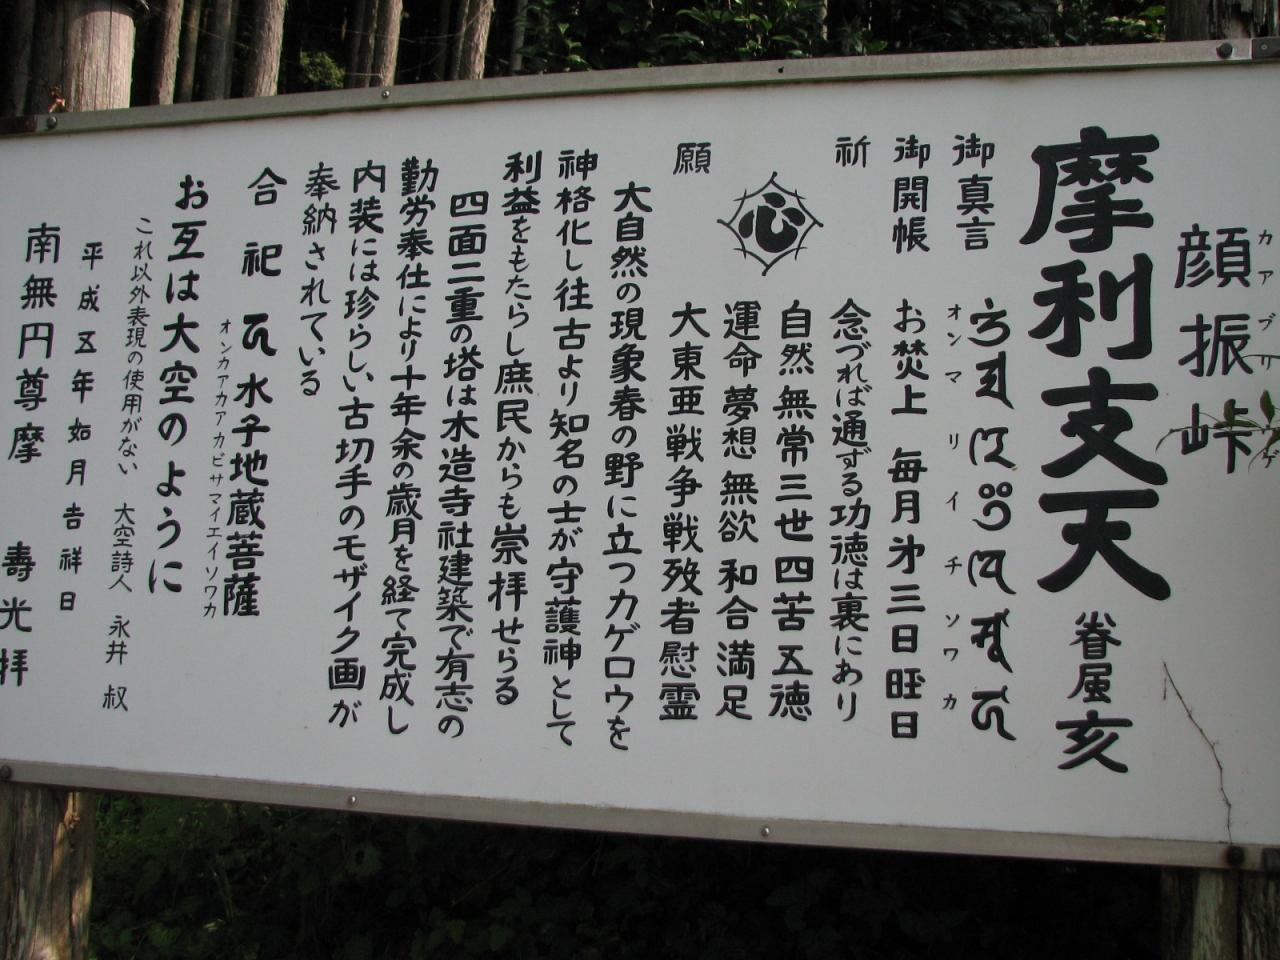 顔振峠
カアブリ
摩利支天 眷属 亥
御真言
オンマリイチソワカ
御開帳 お焚上 毎月第三日曜日
祈
念づれば通ずる功徳は裏にあり
心
自然無常三世四苦五徳
運命夢想無欲和合満足
願
大東亜戦争戦歿者慰霊
大自然の現象春の野に立つカゲロウを
神格化し往古より知名の士が守護神として
利益をもたらし庶民からも崇拝せらる
四面二重の塔は木造寺社建築で有志の
勤労奉仕により十年余の歳月を経て完成し
内装には珍らしい古切手のモザイク画が
奉納されている
合祀 水子地蔵菩薩
オンカアカアカビサマイエイソワカ
お互は大空のように
これ以外表現の使用がない 大空詩人 永井 叔
平成五年如月吉祥日
南無円尊摩 壽光拝